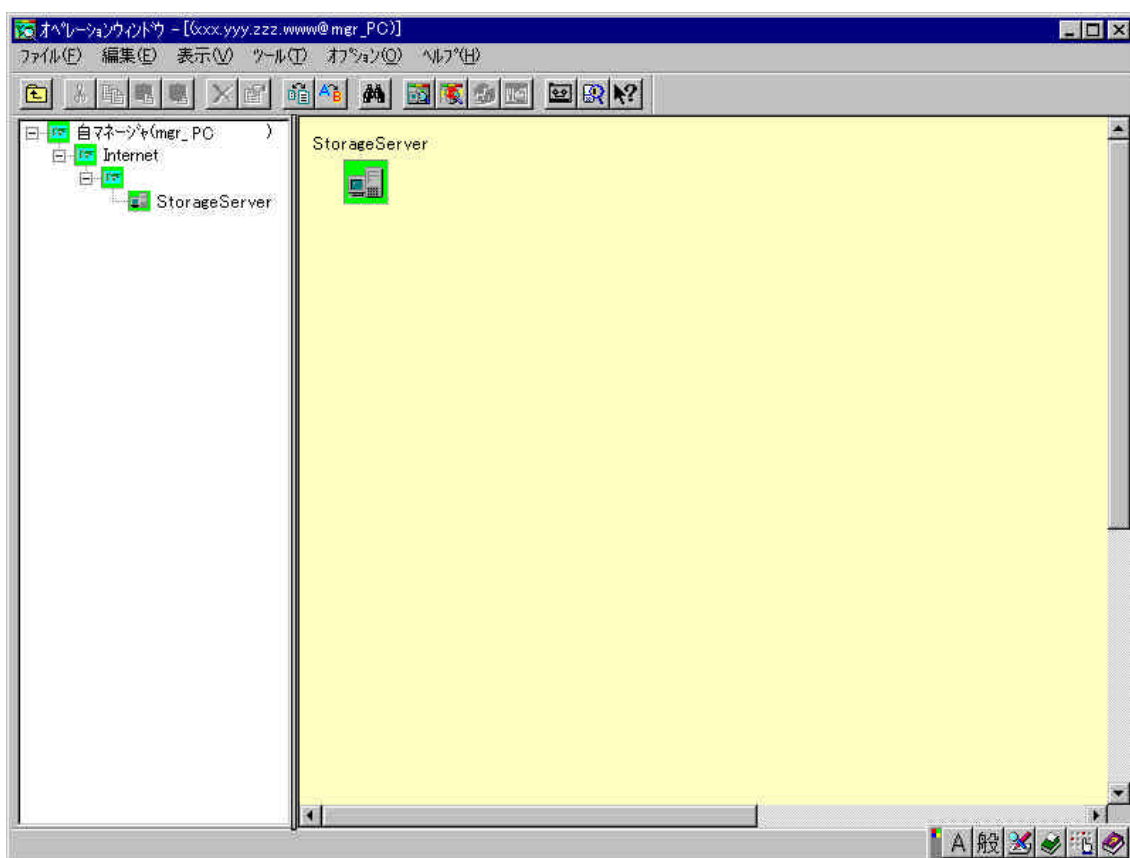 オペレーションウィンドウ - [(xxx.yyy.zzz.www@mgr_PC)]
ファイル(F) 編集(E) 表示(V) ツール(T) オプション(O) ヘルプ(H)
自マネージャ(mgr_PC )
Internet
StorageServer
StorageServer
A 般